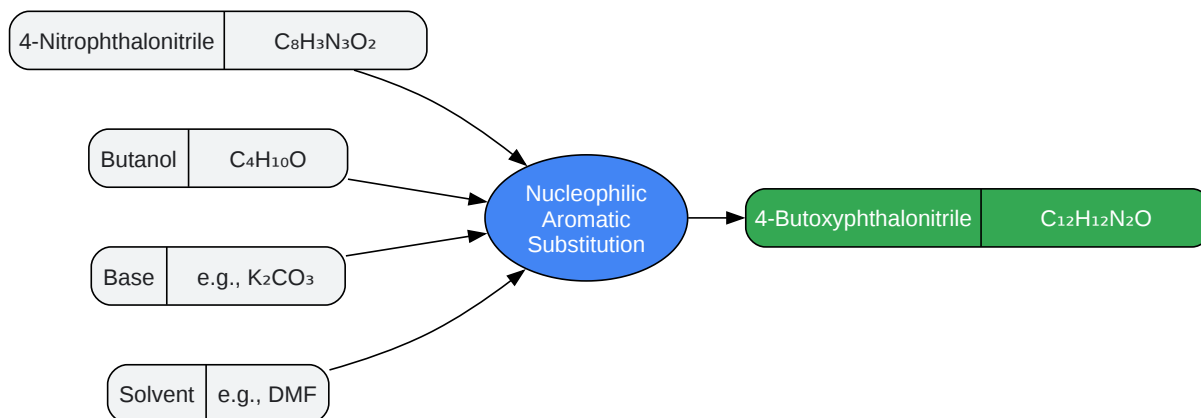 4-Nitrophthalonitrile C₈H₃N₃O₂
Butanol C₄H₁₀O
Nucleophilic
Aromatic
Substitution
4-Butoxyphthalonitrile C₁₂H₁₂N₂O
Base e.g., K₂CO₃
Solvent e.g., DMF